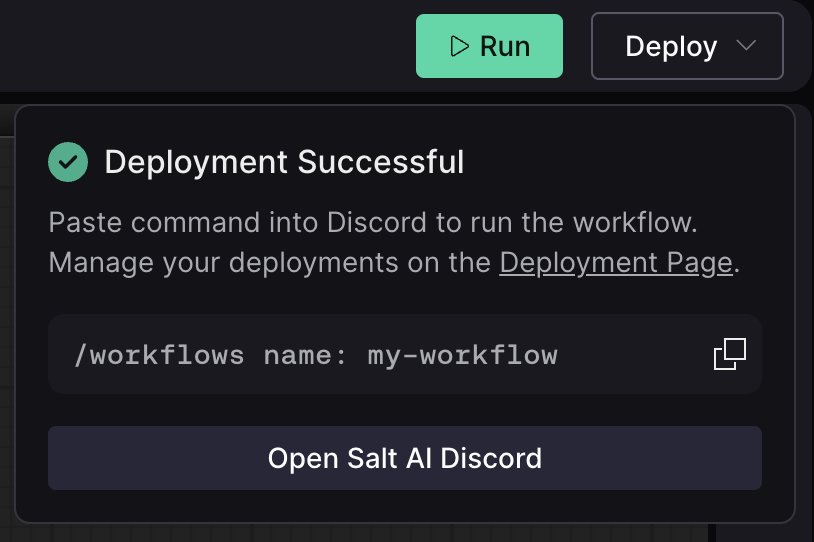 Run
Deploy
Deployment Successful
Paste command into Discord to run the workflow.
Manage your deployments on the Deployment Page.
/workflows name: my-workflow
Open Salt AI Discord